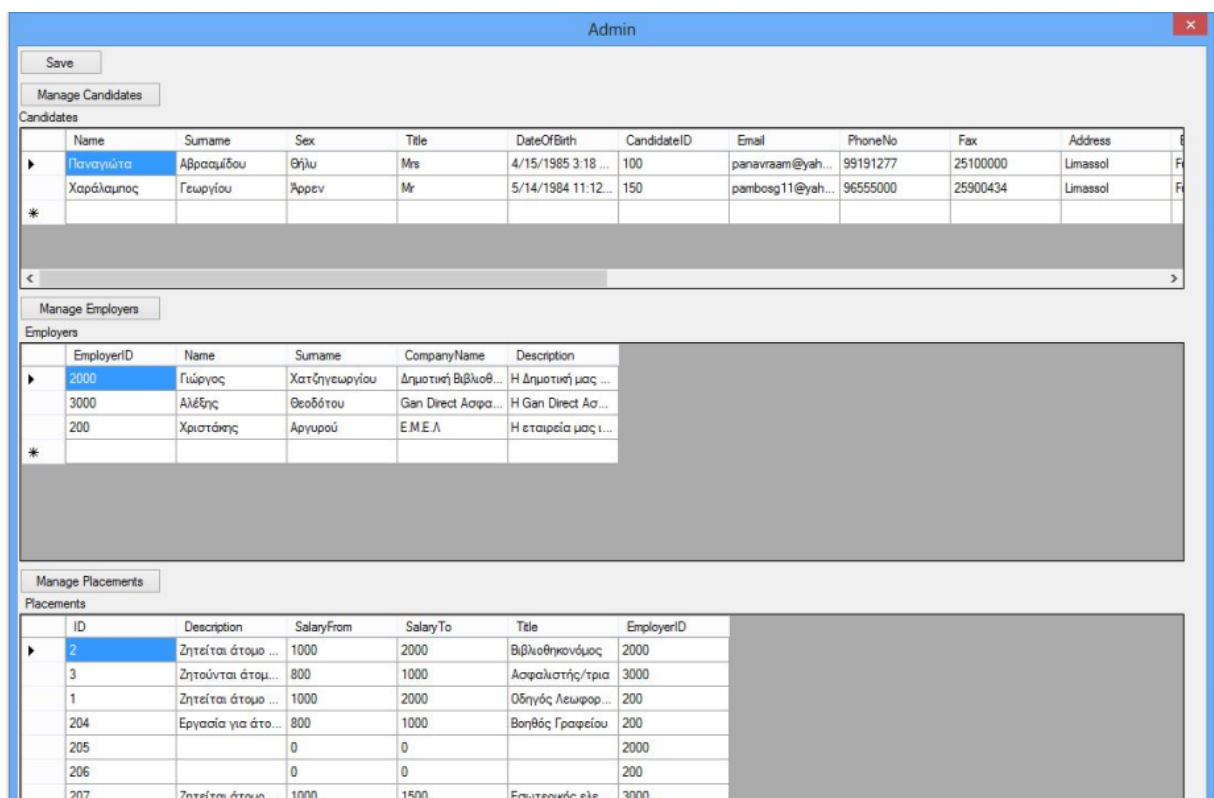 Admin
Save
Manage Candidates
Candidates
Name Surname Sex Title DateOfBirth CandidateID Email PhoneNo Fax Address
Παναγιώτα Αβρααμίδου Θήλυ Mrs 4/15/1985 3:18 ... 100 panavraam@yah... 99191277 25100000 Limassol
Χαράλαμπος Γεωργίου Άρρεν Mr 5/14/1984 11:12... 150 pambosg11@yah... 96555000 25900434 Limassol
Manage Employers
Employers
EmployerID Name Surname CompanyName Description
2000 Γιώργος Χατζηγεωργίου Δημοτική Βιβλιοθ... Η Δημοτική μας ...
3000 Αλέξης Θεοδότου Gan Direct Ασφα... Η Gan Direct Ασ...
200 Χριστάκης Αργυρού Ε.Μ.Ε.Λ Η εταιρεία μας ι...
Manage Placements
Placements
ID Description SalaryFrom SalaryTo Title EmployerID
2 Ζητείται άτομο ... 1000 2000 Βιβλιοθηκονόμος 2000
3 Ζητούνται άτομ... 800 1000 Ασφαλιστής/τρια 3000
1 Ζητείται άτομο ... 1000 2000 Οδηγός Λεωφορ... 200
204 Εργασία για άτο... 800 1000 Βοηθός Γραφείου 200
205 0 0 2000
206 0 0 200
207 Ζητείται άτομο ... 1000 1500 Εσωτερικός ελε... 3000